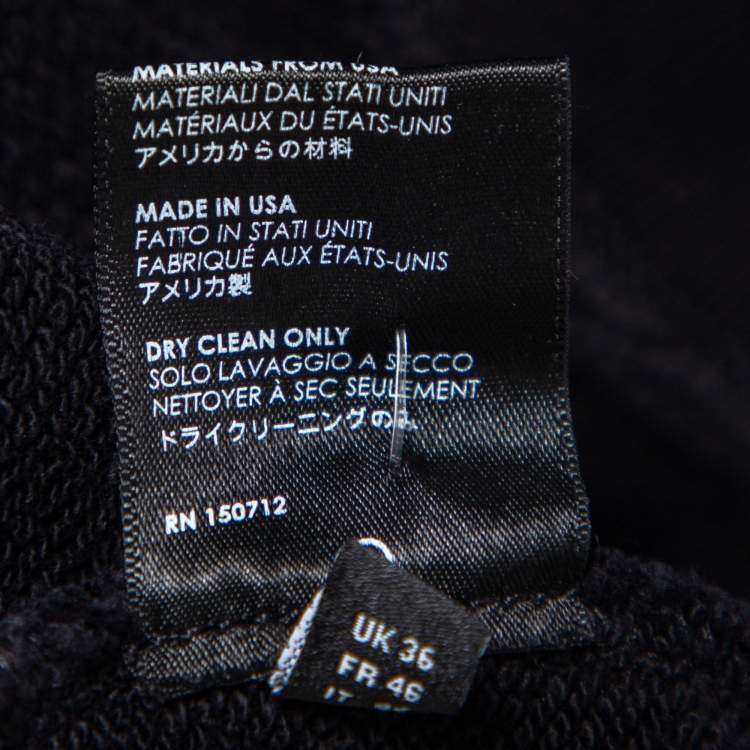 MATERIALS FROM USA
MATERIALI DAL STATI UNITI
MATÉRIAUX DU ÉTATS-UNIS
アメリカからの材料
MADE IN USA
FATTO IN STATI UNITI
FABRIQUÉ AUX ÉTATS-UNIS
アメリカ製
DRY CLEAN ONLY
SOLO LAVAGGIO A SECCO
NETTOYER À SEC SEULEMENT
ドライクリーニングのみ
RN 150712
UK 36
FR 46
IT